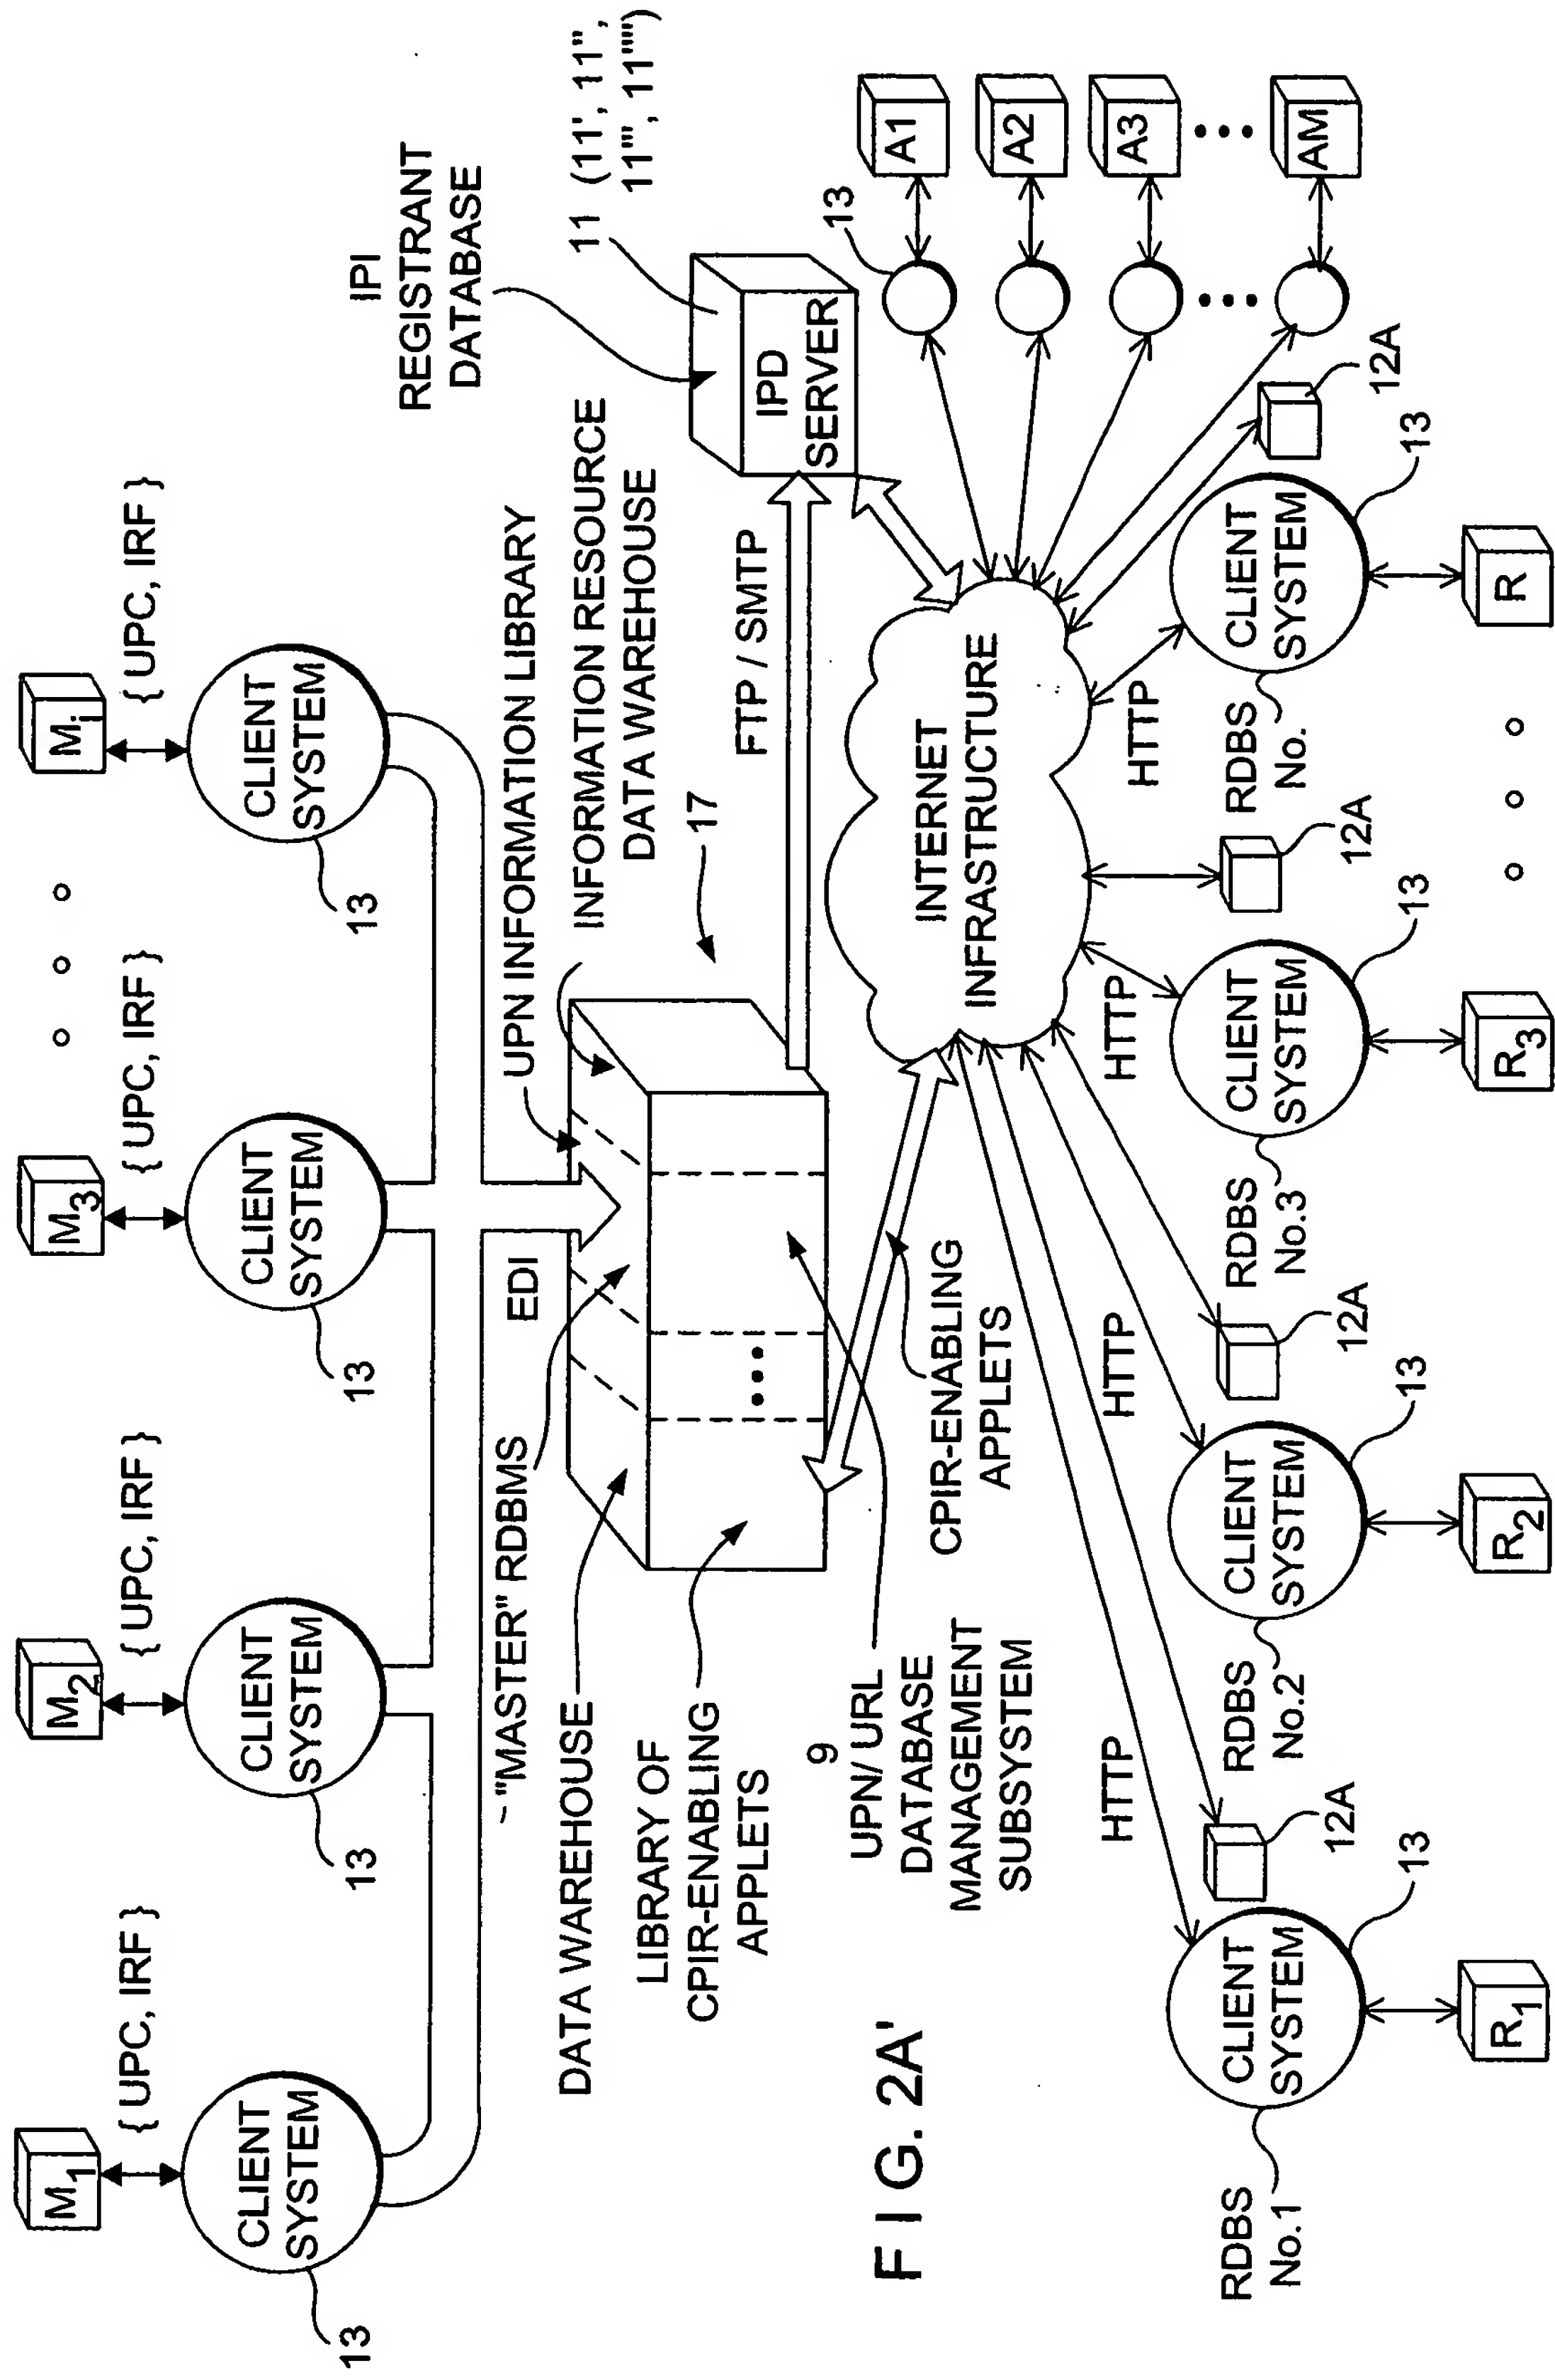 M1
M2
M3
Mi
{ UPC, IRF }
{ UPC, IRF }
{ UPC, IRF }
{ UPC, IRF }
CLIENT
SYSTEM
CLIENT
SYSTEM
CLIENT
SYSTEM
CLIENT
SYSTEM
13
13
13
13
EDI
"MASTER" RDBMS
DATA WAREHOUSE
LIBRARY OF
CPIR-ENABLING
APPLETS
UPN INFORMATION LIBRARY
INFORMATION RESOURCE
DATA WAREHOUSE
17
FTP / SMTP
IPI
REGISTRANT
DATABASE
11 (11', 11",
11''', 11'''')
IPD
SERVER
9
UPN/ URL
DATABASE
MANAGEMENT
SUBSYSTEM
CPIR-ENABLING
APPLETS
INTERNET
INFRASTRUCTURE
13
A1
A2
A3
AM
HTTP
HTTP
HTTP
HTTP
12A
12A
12A
12A
RDBS
No.1
CLIENT
SYSTEM
13
R1
RDBS
No.2
CLIENT
SYSTEM
13
R2
RDBS
No.3
CLIENT
SYSTEM
13
R3
RDBS
No.
CLIENT
SYSTEM
13
R
F I G. 2A'